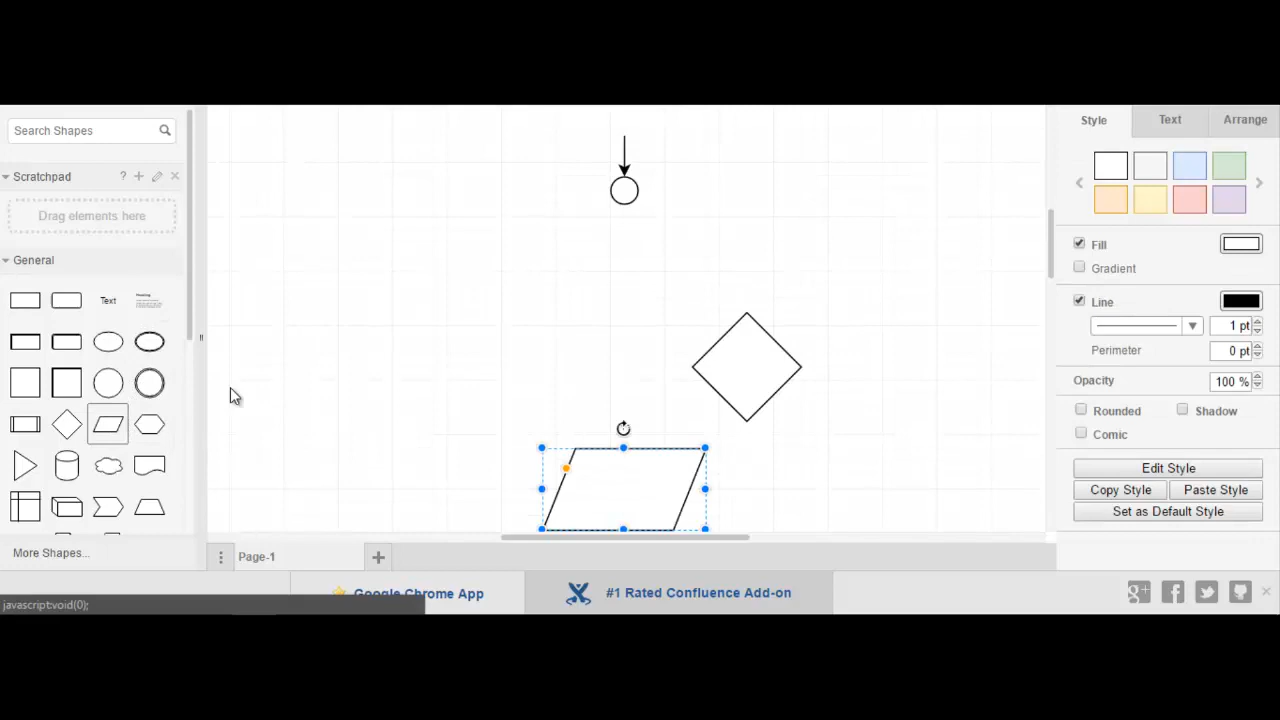 Search Shapes
Scratchpad
?
Drag elements here
General
Text
Heading
More Shapes...
Page-1
Google Chrome App
#1 Rated Confluence Add-on
javascript:void(0);
Style
Text
Arrange
Fill
Gradient
Line
1 pt
Perimeter
0 pt
Opacity
100 %
Rounded
Shadow
Comic
Edit Style
Copy Style
Paste Style
Set as Default Style